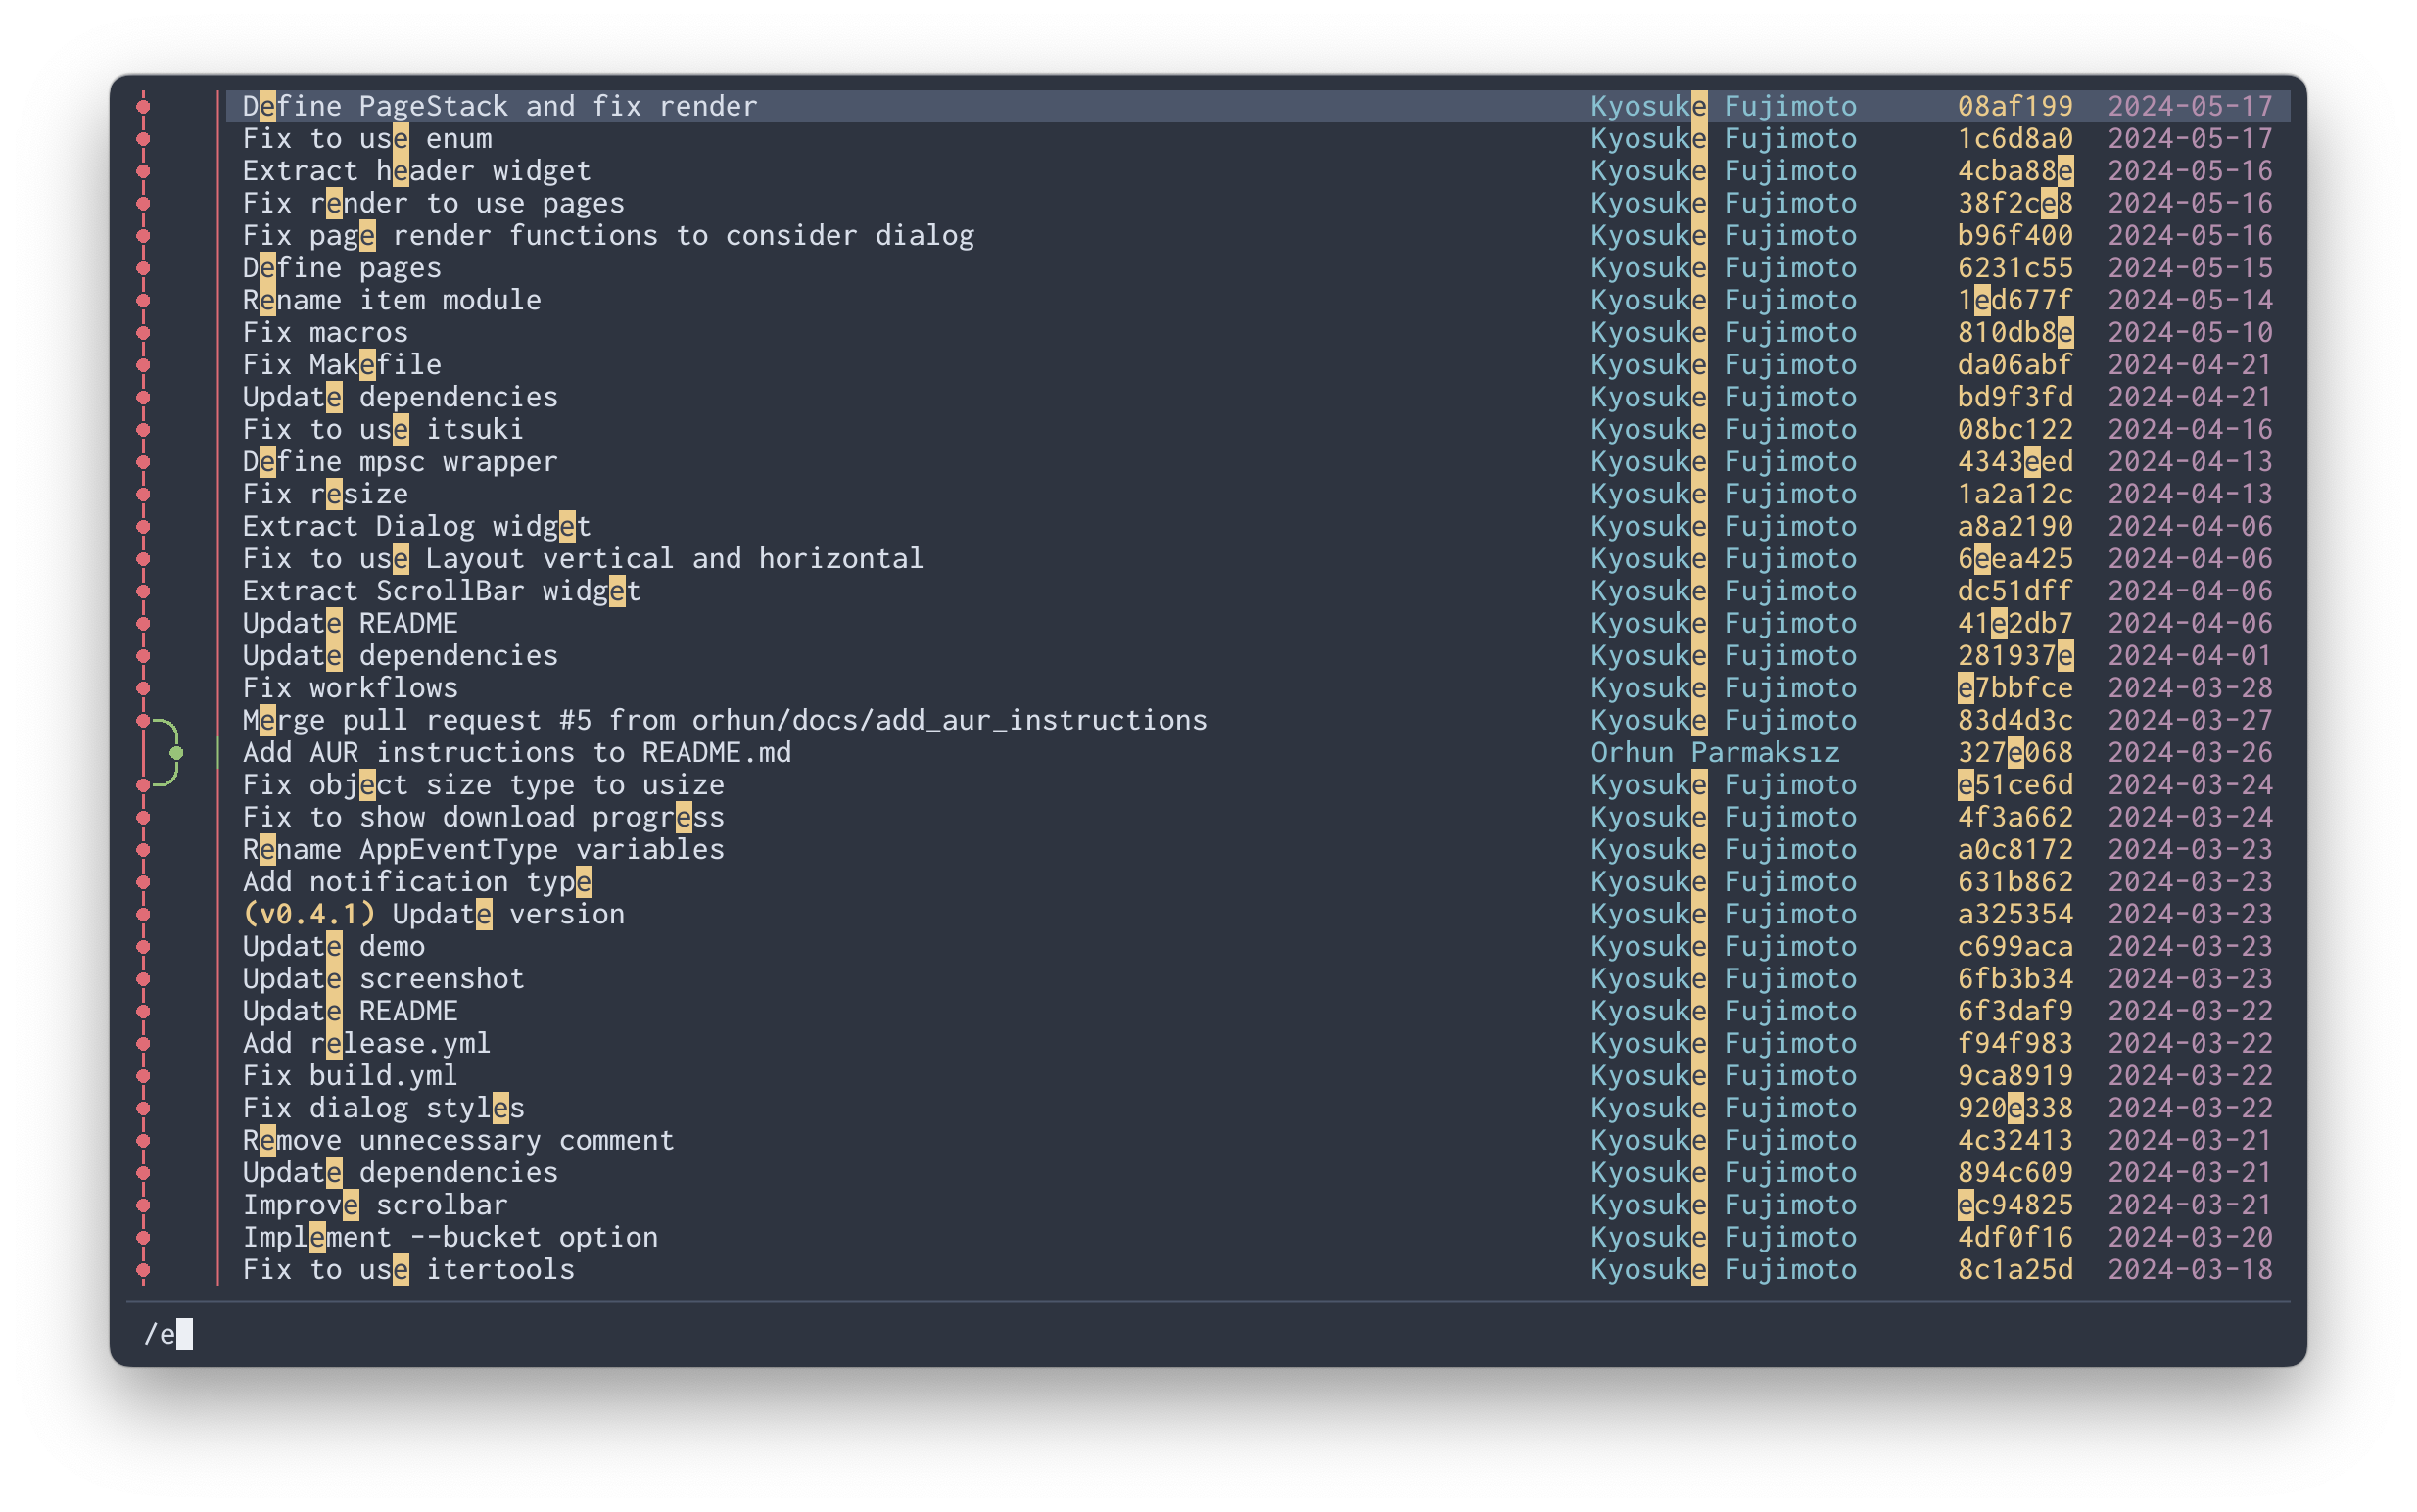 Define PageStack and fix render Kyosuke Fujimoto 08af199 2024-05-17
Fix to use enum Kyosuke Fujimoto 1c6d8a0 2024-05-17
Extract header widget Kyosuke Fujimoto 4cba88e 2024-05-16
Fix render to use pages Kyosuke Fujimoto 38f2ce8 2024-05-16
Fix page render functions to consider dialog Kyosuke Fujimoto b96f400 2024-05-16
Define pages Kyosuke Fujimoto 6231c55 2024-05-15
Rename item module Kyosuke Fujimoto 1ed677f 2024-05-14
Fix macros Kyosuke Fujimoto 810db8e 2024-05-10
Fix Makefile Kyosuke Fujimoto da06abf 2024-04-21
Update dependencies Kyosuke Fujimoto bd9f3fd 2024-04-21
Fix to use itsuki Kyosuke Fujimoto 08bc122 2024-04-16
Define mpsc wrapper Kyosuke Fujimoto 4343eed 2024-04-13
Fix resize Kyosuke Fujimoto 1a2a12c 2024-04-13
Extract Dialog widget Kyosuke Fujimoto a8a2190 2024-04-06
Fix to use Layout vertical and horizontal Kyosuke Fujimoto 6eea425 2024-04-06
Extract ScrollBar widget Kyosuke Fujimoto dc51dff 2024-04-06
Update README Kyosuke Fujimoto 41e2db7 2024-04-06
Update dependencies Kyosuke Fujimoto 281937e 2024-04-01
Fix workflows Kyosuke Fujimoto e7bbfce 2024-03-28
Merge pull request #5 from orhun/docs/add_aur_instructions Kyosuke Fujimoto 83d4d3c 2024-03-27
Add AUR instructions to README.md Orhun Parmaksız 327e068 2024-03-26
Fix object size type to usize Kyosuke Fujimoto e51ce6d 2024-03-24
Fix to show download progress Kyosuke Fujimoto 4f3a662 2024-03-24
Rename AppEventType variables Kyosuke Fujimoto a0c8172 2024-03-23
Add notification type Kyosuke Fujimoto 631b862 2024-03-23
(v0.4.1) Update version Kyosuke Fujimoto a325354 2024-03-23
Update demo Kyosuke Fujimoto c699aca 2024-03-23
Update screenshot Kyosuke Fujimoto 6fb3b34 2024-03-23
Update README Kyosuke Fujimoto 6f3daf9 2024-03-22
Add release.yml Kyosuke Fujimoto f94f983 2024-03-22
Fix build.yml Kyosuke Fujimoto 9ca8919 2024-03-22
Fix dialog styles Kyosuke Fujimoto 920e338 2024-03-22
Remove unnecessary comment Kyosuke Fujimoto 4c32413 2024-03-21
Update dependencies Kyosuke Fujimoto 894c609 2024-03-21
Improve scrolbar Kyosuke Fujimoto ec94825 2024-03-21
Implement --bucket option Kyosuke Fujimoto 4df0f16 2024-03-20
Fix to use itertools Kyosuke Fujimoto 8c1a25d 2024-03-18
/e